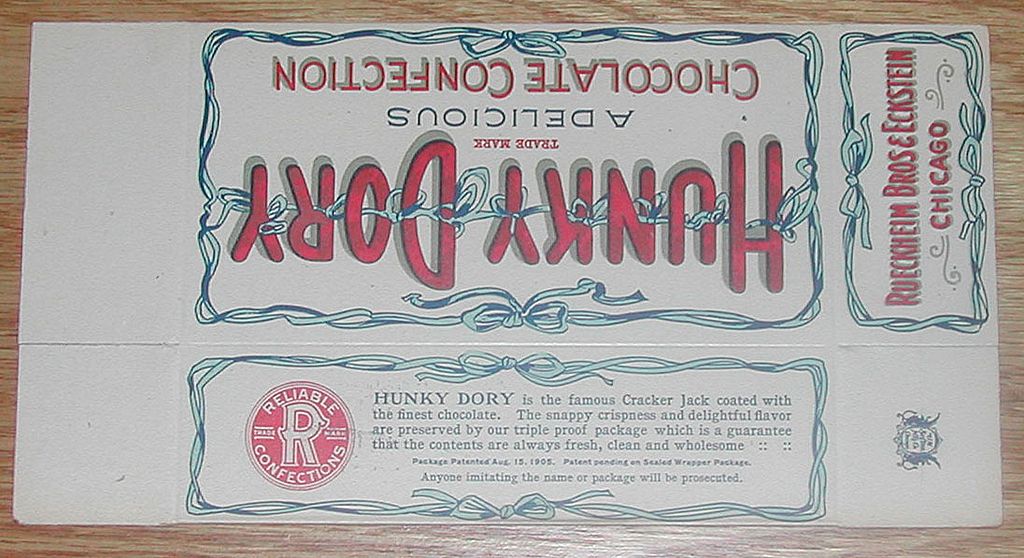 HUNKY DORY
TRADE MARK
A DELICIOUS
CHOCOLATE CONFECTION
RUECKHEIM BROS & ECKSTEIN
CHICAGO
RELIABLE
TRADE MARK
R
CONFECTIONS
HUNKY DORY is the famous Cracker Jack coated with
the finest chocolate. The snappy crispness and delightful flavor
are preserved by our triple proof package which is a guarantee
that the contents are always fresh, clean and wholesome :: ::
Package Patented Aug. 15, 1905. Patent pending on Sealed Wrapper Package.
Anyone imitating the name or package will be prosecuted.